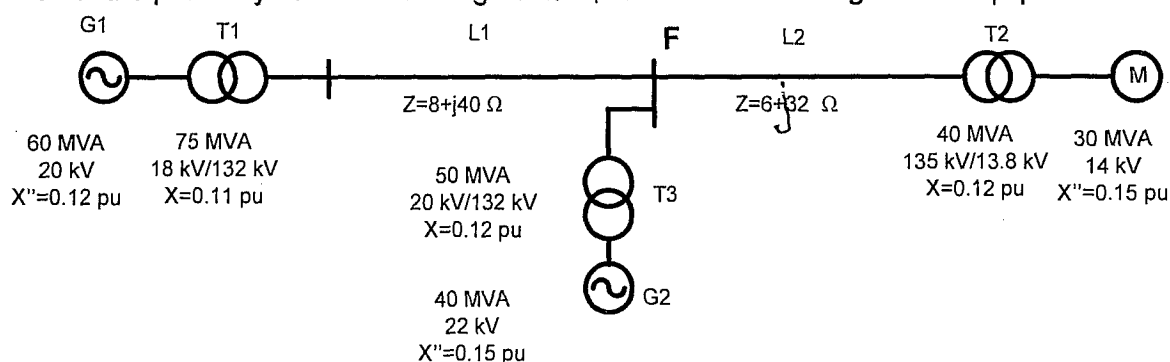 G1
T1
L1
F
L2
T2
M
Z=8+j40 Ω
Z=6+j32 Ω
60 MVA
20 kV
X"=0.12 pu
75 MVA
18 kV/132 kV
X=0.11 pu
50 MVA
20 kV/132 kV
X=0.12 pu
T3
40 MVA
135 kV/13.8 kV
X=0.12 pu
30 MVA
14 kV
X"=0.15 pu
G2
40 MVA
22 kV
X"=0.15 pu